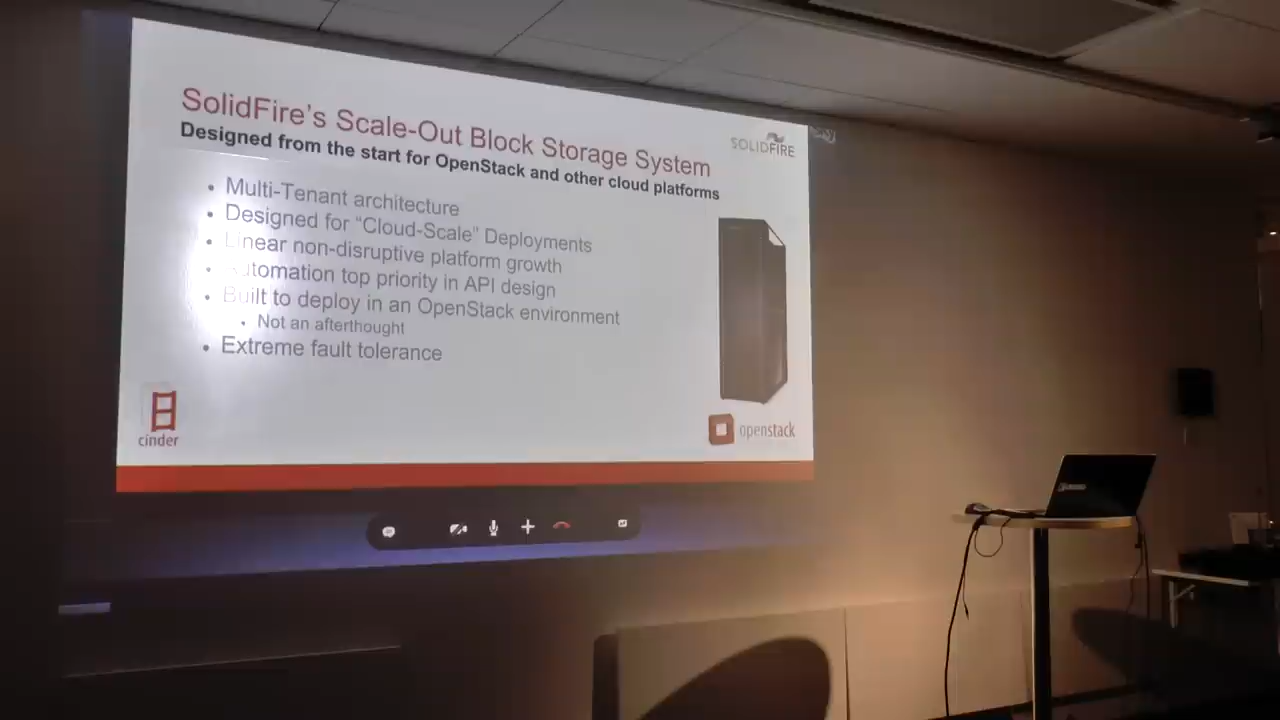 SolidFire's Scale-Out Block Storage System
Designed from the start for OpenStack and other cloud platforms
SOLIDFIRE
• Multi-Tenant architecture
• Designed for “Cloud-Scale” Deployments
• Linear non-disruptive platform growth
• Automation top priority in API design
• Built to deploy in an OpenStack environment
• Not an afterthought
• Extreme fault tolerance
cinder
openstack